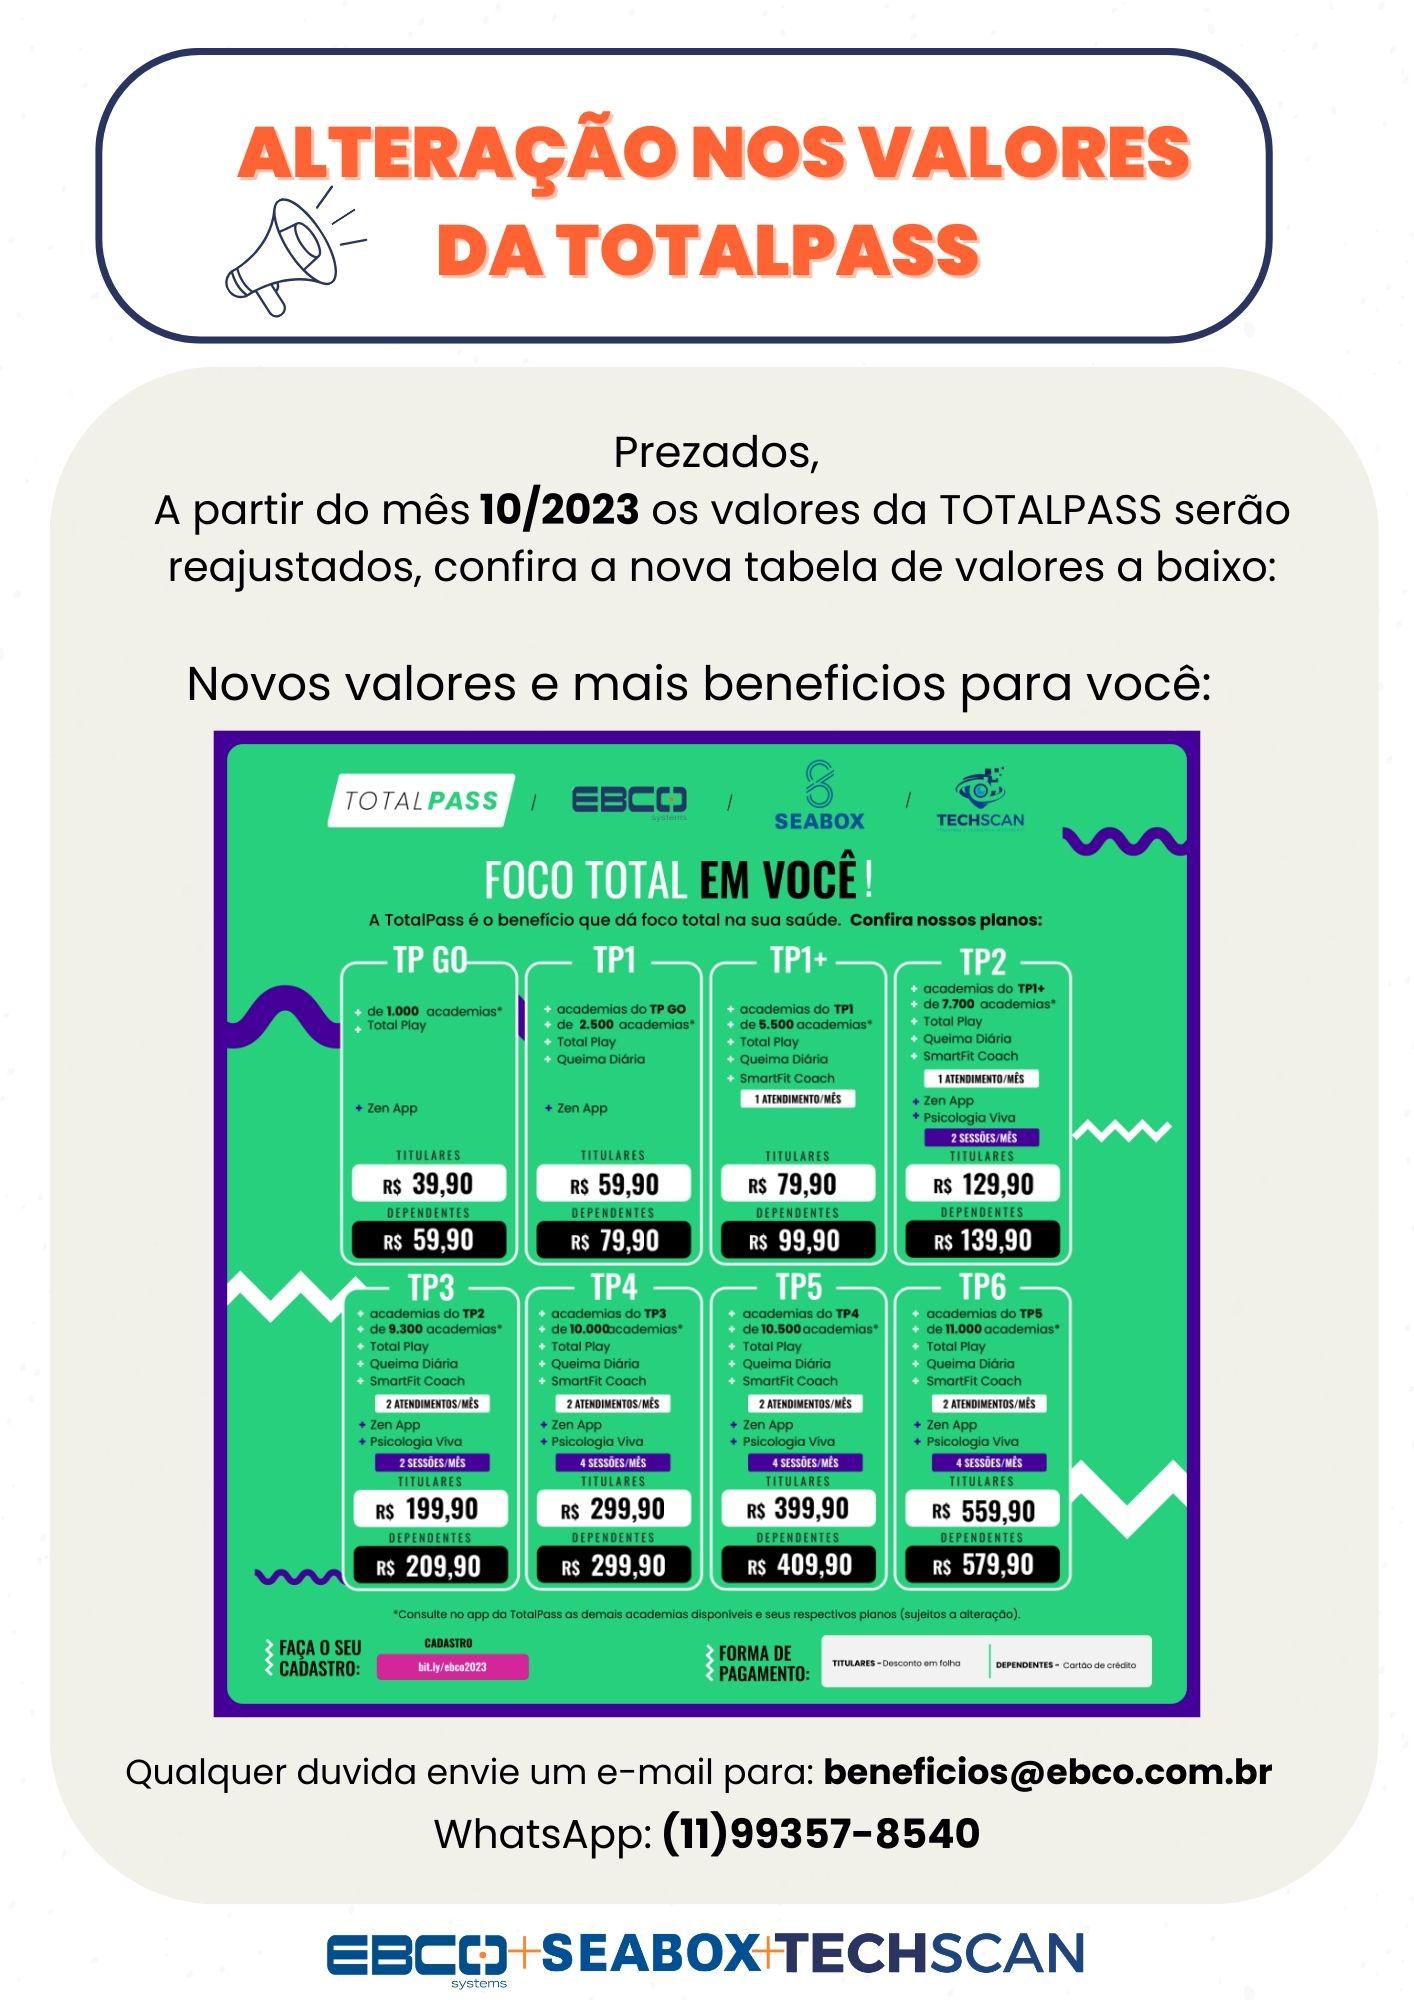 ALTERAÇÃO NOS VALORES
DA TOTALPASS
Prezados,
A partir do mês 10/2023 os valores da TOTALPASS serão
reajustados, confira a nova tabela de valores a baixo:
Novos valores e mais beneficios para você:
TOTALPASS / EBCO systems / SEABOX / TECHSCAN
FOCO TOTAL EM VOCÊ!
A TotalPass é o benefício que dá foco total na sua saúde. Confira nossos planos:
TP GO
+ de 1.000 academias*
+ Total Play
+ Zen App
TITULARES
R$ 39,90
DEPENDENTES
R$ 59,90
TP1
+ academias do TP GO
+ de 2.500 academias*
+ Total Play
+ Queima Diária
+ Zen App
TITULARES
R$ 59,90
DEPENDENTES
R$ 79,90
TP1+
+ academias do TP1
+ de 5.500 academias*
+ Total Play
+ Queima Diária
+ SmartFit Coach
1 ATENDIMENTO/MÊS
TITULARES
R$ 79,90
DEPENDENTES
R$ 99,90
TP2
+ academias do TP1+
+ de 7.700 academias*
+ Total Play
+ Queima Diária
+ SmartFit Coach
1 ATENDIMENTO/MÊS
+ Zen App
+ Psicologia Viva
2 SESSÕES/MÊS
TITULARES
R$ 129,90
DEPENDENTES
R$ 139,90
TP3
+ academias do TP2
+ de 9.300 academias*
+ Total Play
+ Queima Diária
+ SmartFit Coach
2 ATENDIMENTOS/MÊS
+ Zen App
+ Psicologia Viva
2 SESSÕES/MÊS
TITULARES
R$ 199,90
DEPENDENTES
R$ 209,90
TP4
+ academias do TP3
+ de 10.000 academias*
+ Total Play
+ Queima Diária
+ SmartFit Coach
2 ATENDIMENTOS/MÊS
+ Zen App
+ Psicologia Viva
4 SESSÕES/MÊS
TITULARES
R$ 299,90
DEPENDENTES
R$ 299,90
TP5
+ academias do TP4
+ de 10.500 academias*
+ Total Play
+ Queima Diária
+ SmartFit Coach
2 ATENDIMENTOS/MÊS
+ Zen App
+ Psicologia Viva
4 SESSÕES/MÊS
TITULARES
R$ 399,90
DEPENDENTES
R$ 409,90
TP6
+ academias do TP5
+ de 11.000 academias*
+ Total Play
+ Queima Diária
+ SmartFit Coach
2 ATENDIMENTOS/MÊS
+ Zen App
+ Psicologia Viva
4 SESSÕES/MÊS
TITULARES
R$ 559,90
DEPENDENTES
R$ 579,90
*Consulte no app da TotalPass as demais academias disponíveis e seus respectivos planos (sujeitos a alteração).
FAÇA O SEU
CADASTRO:
CADASTRO
bit.ly/ebco2023
FORMA DE
PAGAMENTO:
TITULARES - Desconto em folha
DEPENDENTES - Cartão de crédito
Qualquer duvida envie um e-mail para: beneficios@ebco.com.br
WhatsApp: (11)99357-8540
EBCO systems+SEABOX+TECHSCAN